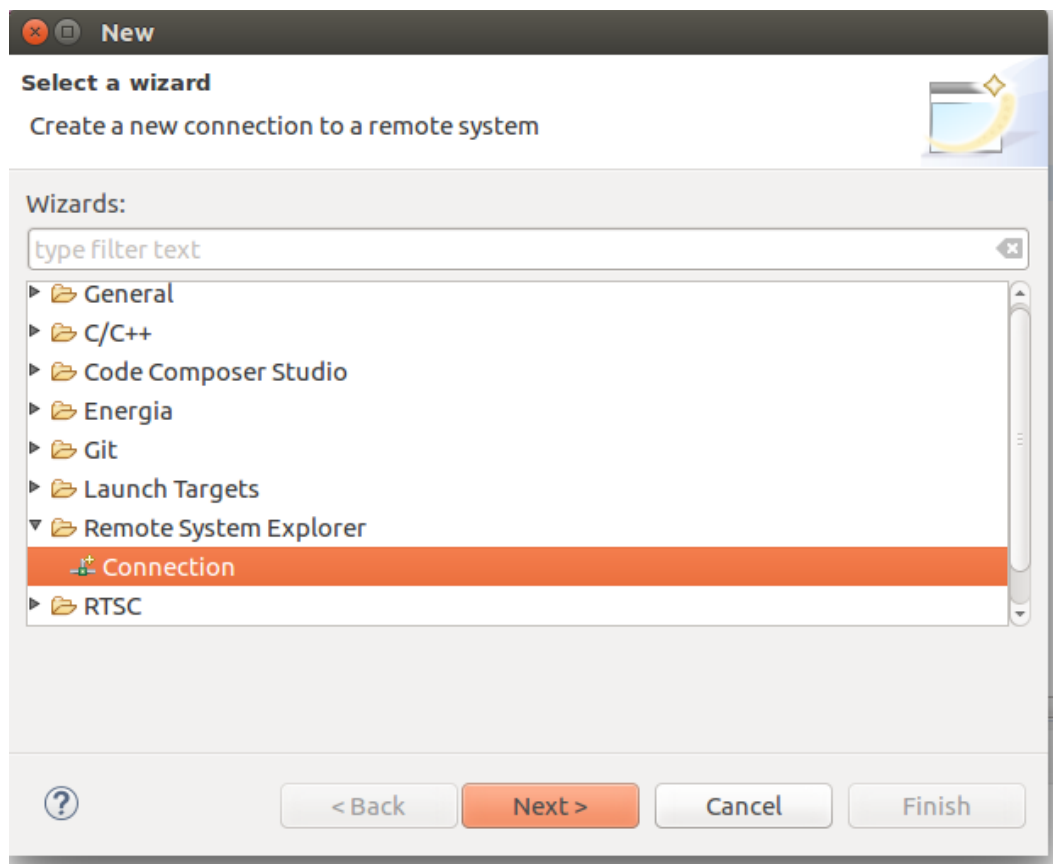 New
Select a wizard
Create a new connection to a remote system
Wizards:
type filter text
General
C/C++
Code Composer Studio
Energia
Git
Launch Targets
Remote System Explorer
Connection
RTSC
? < Back Next > Cancel Finish